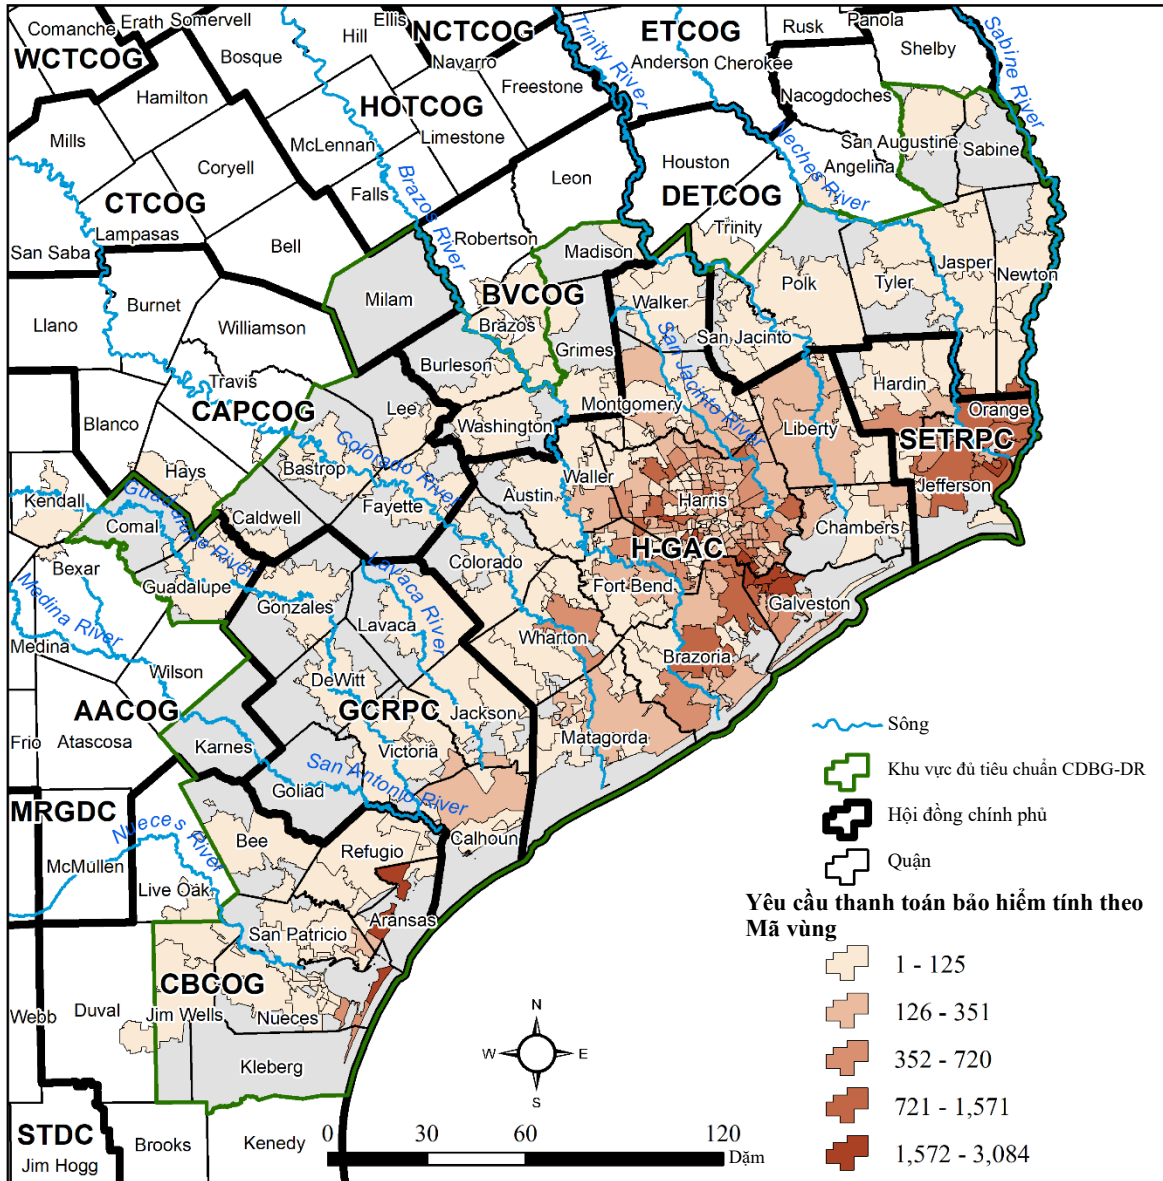 Comanche
Erath
Somervell
Bosque
Hill
Ellis
NCTCOG
Navarro
Trinity River
ETCOG
Anderson
Cherokee
Rusk
Panola
Shelby
Sabine River
WCTCOG
Hamilton
HOTCOG
Freestone
Limestone
McLennan
Nacogdoches
San Augustine
Sabine
Neches River
Angelina
Mills
Coryell
Falls
Brazos River
Leon
Houston
DETCOG
Trinity
CTCOG
Lampasas
San Saba
Bell
Robertson
Madison
Milam
BVCOG
Brazos
Grimes
Walker
Polk
Tyler
Jasper
Newton
Burnet
Llano
Williamson
San Jacinto
San Jacinto River
Burleson
Travis
CAPCOG
Blanco
Lee
Washington
Montgomery
Liberty
Hardin
Orange
SETRPC
Jefferson
Hays
Bastrop
Colorado River
Fayette
Austin
Waller
Harris
Chambers
Kendall
Guadalupe River
Comal
Caldwell
Bexar
Guadalupe
Medina River
Medina
Gonzales
Lavaca River
Lavaca
Colorado
H-GAC
Fort Bend
Galveston
Wharton
Brazoria
Wilson
DeWitt
AACOG
GCRPC
Jackson
Frio
Atascosa
Karnes
Victoria
Matagorda
Goliad
San Antonio River
MRGDC
Nueces River
Bee
Refugio
Calhoun
McMullen
Live Oak
Aransas
San Patricio
CBCOG
Webb
Duval
Jim Wells
Nueces
Kleberg
STDC
Jim Hogg
Brooks
Kenedy
N
W
E
S
0 30 60 120
Dặm
Sông
Khu vực đủ tiêu chuẩn CDBG-DR
Hội đồng chính phủ
Quận
Yêu cầu thanh toán bảo hiểm tính theo
Mã vùng
1 - 125
126 - 351
352 - 720
721 - 1,571
1,572 - 3,084